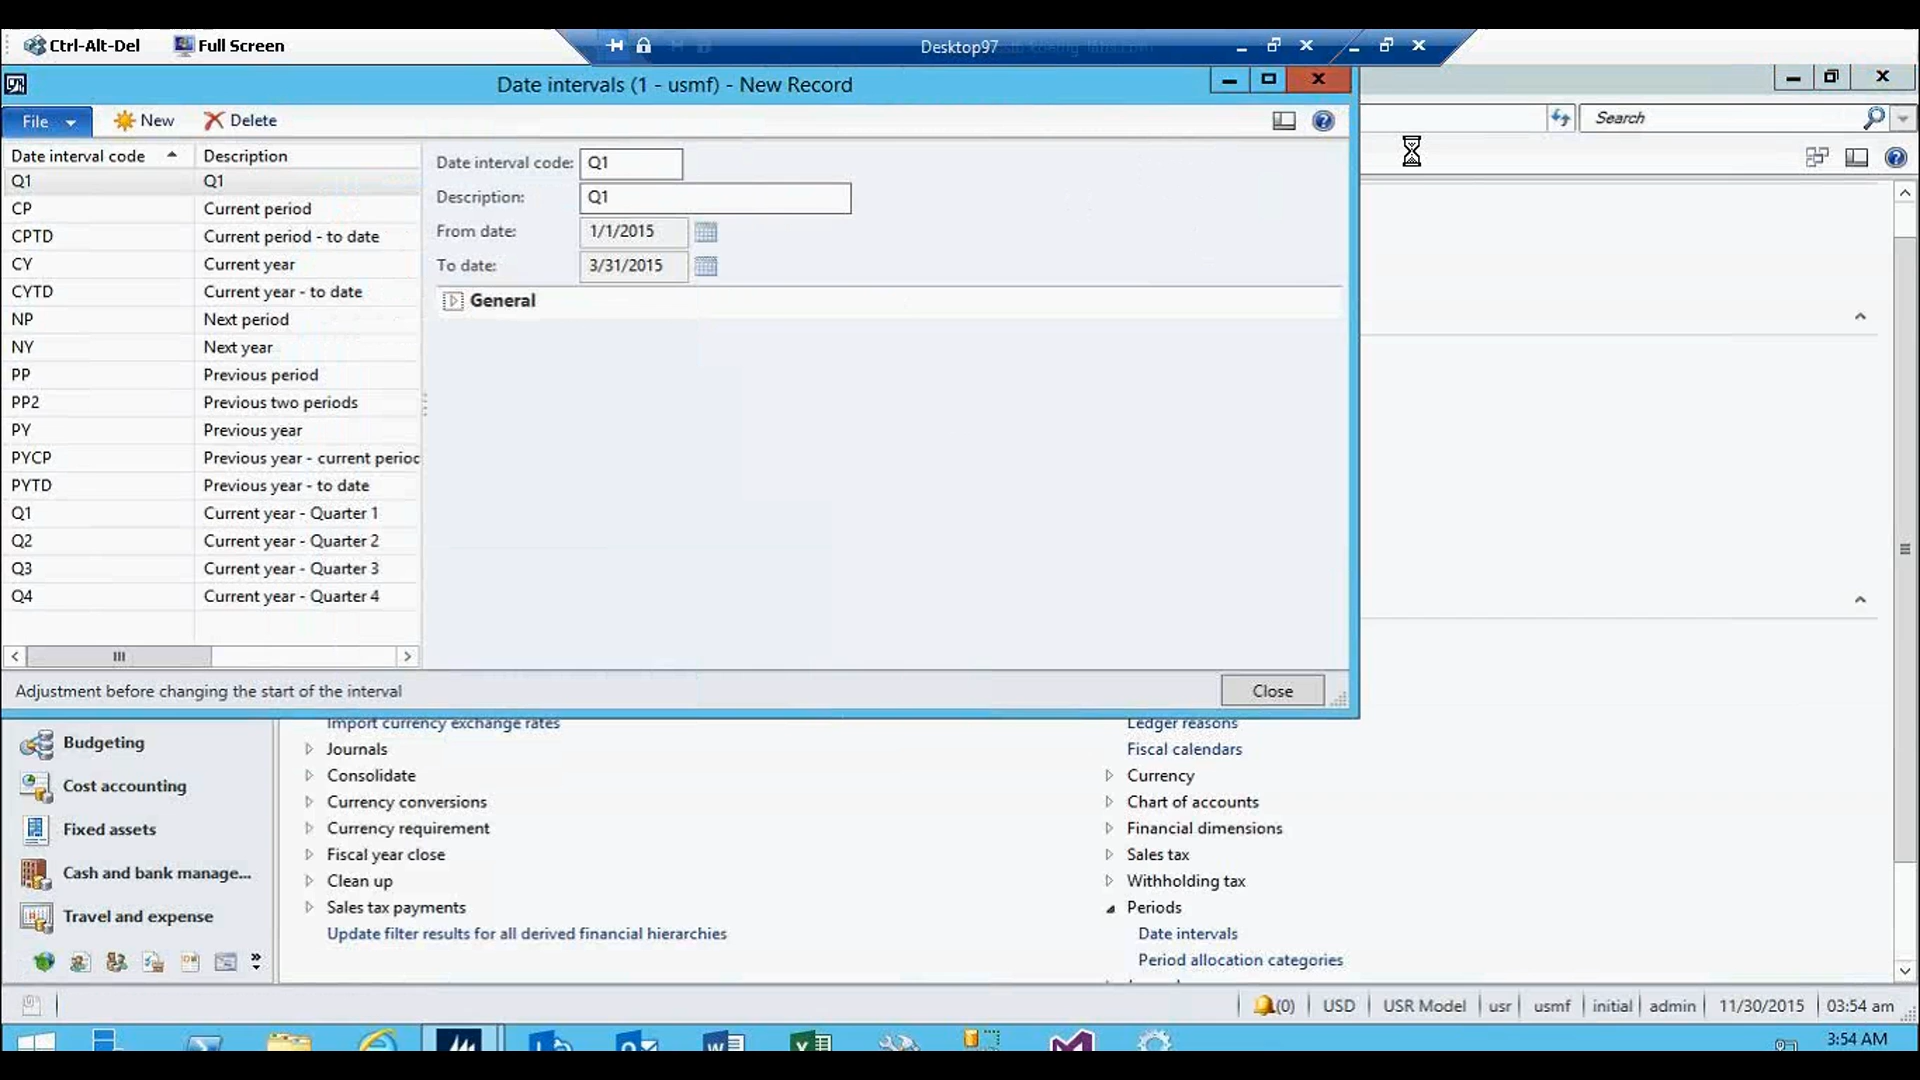 Ctrl-Alt-Del
Full Screen
Desktop97
Date intervals (1 - usmf) - New Record
File
New
Delete
Search
Date interval code
Description
Q1
Q1
CP
Current period
CPTD
Current period - to date
CY
Current year
CYTD
Current year - to date
NP
Next period
NY
Next year
PP
Previous period
PP2
Previous two periods
PY
Previous year
PYCP
Previous year - current period
PYTD
Previous year - to date
Q1
Current year - Quarter 1
Q2
Current year - Quarter 2
Q3
Current year - Quarter 3
Q4
Current year - Quarter 4
Date interval code:
Q1
Description:
Q1
From date:
1/1/2015
To date:
3/31/2015
General
Adjustment before changing the start of the interval
Close
Budgeting
Cost accounting
Fixed assets
Cash and bank manage...
Travel and expense
Import currency exchange rates
Journals
Consolidate
Currency conversions
Currency requirement
Fiscal year close
Clean up
Sales tax payments
Update filter results for all derived financial hierarchies
Ledger reasons
Fiscal calendars
Currency
Chart of accounts
Financial dimensions
Sales tax
Withholding tax
Periods
Date intervals
Period allocation categories
(0)
USD
USR Model
usr
usmf
initial
admin
11/30/2015
03:54 am
3:54 AM